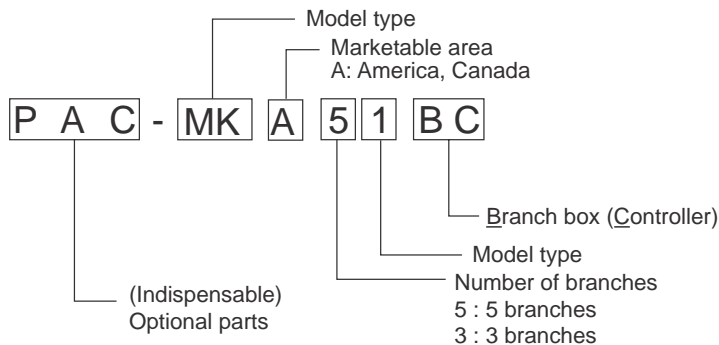 Model type
Marketable area
A: America, Canada
P A C - MK A 5 1 B C
Branch box (Controller)
Model type
Number of branches
5 : 5 branches
3 : 3 branches
(Indispensable)
Optional parts